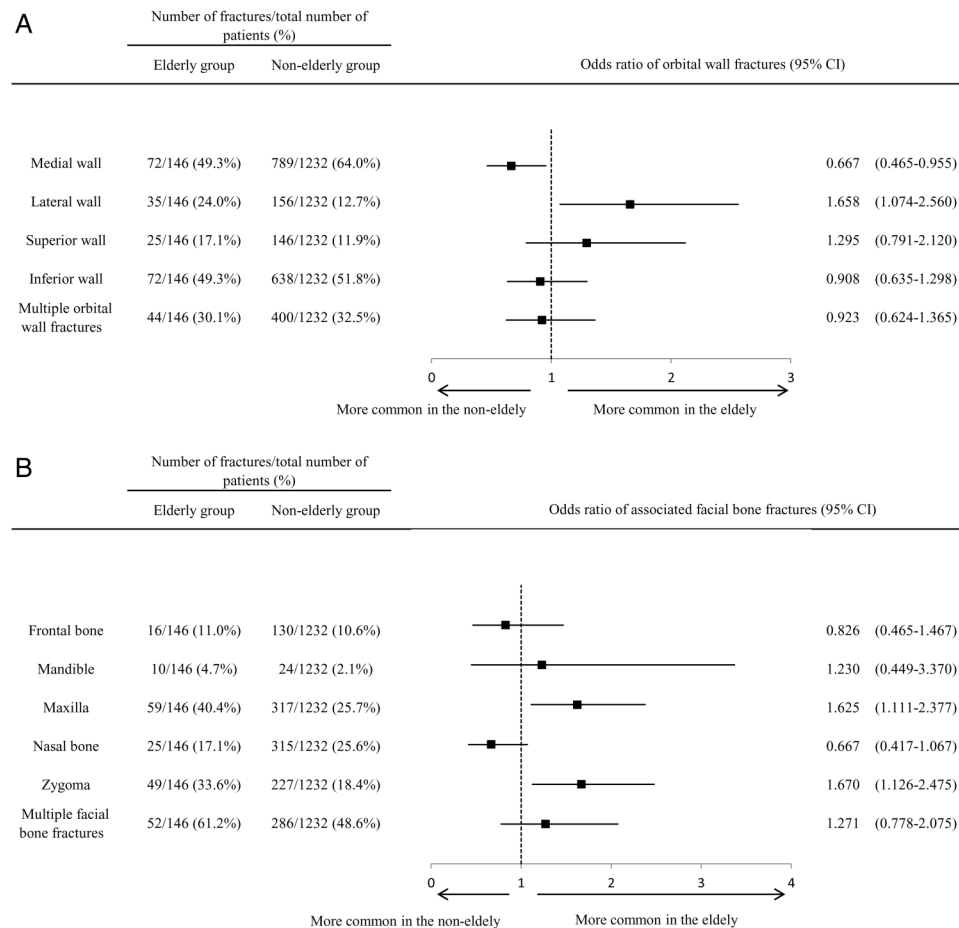 A
Number of fractures/total number of
patients (%)
Elderly group Non-elderly group Odds ratio of orbital wall fractures (95% CI)
Medial wall 72/146 (49.3%) 789/1232 (64.0%) 0.667 (0.465-0.955)
Lateral wall 35/146 (24.0%) 156/1232 (12.7%) 1.658 (1.074-2.560)
Superior wall 25/146 (17.1%) 146/1232 (11.9%) 1.295 (0.791-2.120)
Inferior wall 72/146 (49.3%) 638/1232 (51.8%) 0.908 (0.635-1.298)
Multiple orbital
wall fractures 44/146 (30.1%) 400/1232 (32.5%) 0.923 (0.624-1.365)
0 1 2 3
More common in the non-eldely More common in the eldely
B
Number of fractures/total number of
patients (%)
Elderly group Non-elderly group Odds ratio of associated facial bone fractures (95% CI)
Frontal bone 16/146 (11.0%) 130/1232 (10.6%) 0.826 (0.465-1.467)
Mandible 10/146 (4.7%) 24/1232 (2.1%) 1.230 (0.449-3.370)
Maxilla 59/146 (40.4%) 317/1232 (25.7%) 1.625 (1.111-2.377)
Nasal bone 25/146 (17.1%) 315/1232 (25.6%) 0.667 (0.417-1.067)
Zygoma 49/146 (33.6%) 227/1232 (18.4%) 1.670 (1.126-2.475)
Multiple facial
bone fractures 52/146 (61.2%) 286/1232 (48.6%) 1.271 (0.778-2.075)
0 1 2 3 4
More common in the non-eldely More common in the eldely